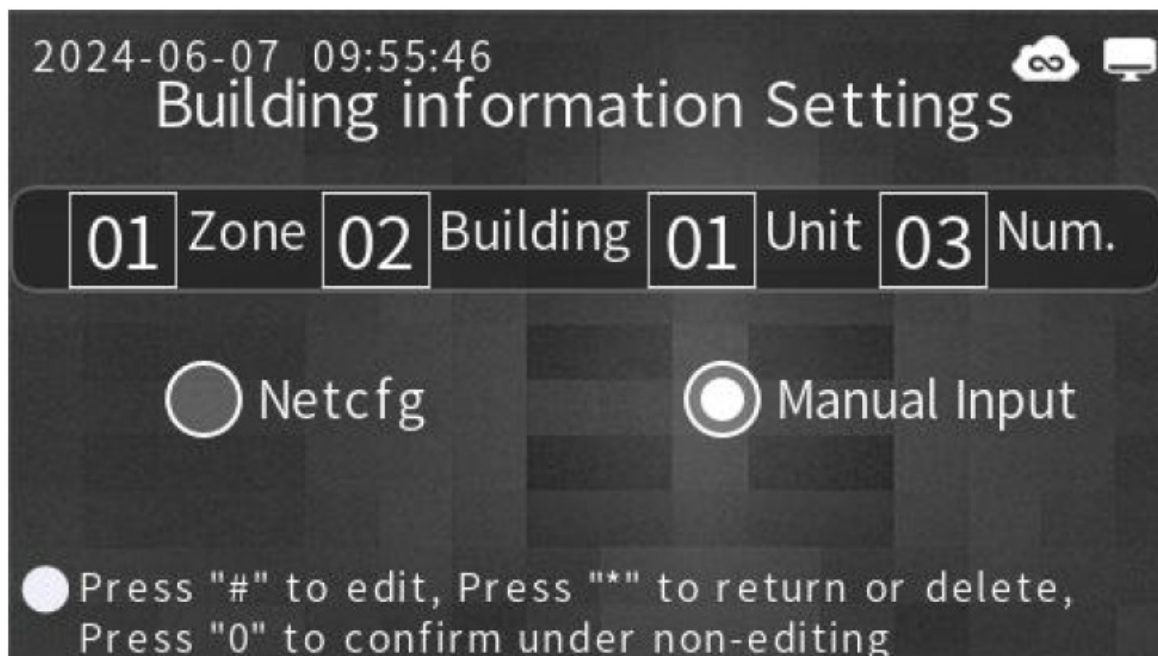 2024-06-07 09:55:46
Building information Settings
01 Zone 02 Building 01 Unit 03 Num.
Netcfg Manual Input
Press "#" to edit, Press "*" to return or delete,
Press "0" to confirm under non-editing